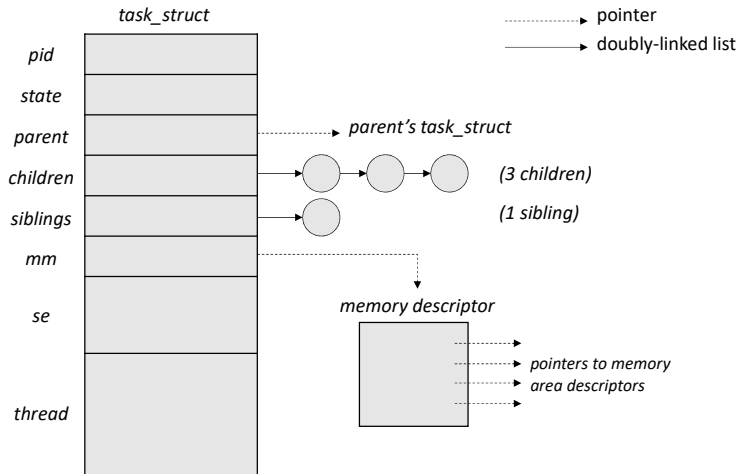 task_struct
pointer
doubly-linked list
pid
state
parent
parent's task_struct
children
(3 children)
siblings
(1 sibling)
mm
memory descriptor
se
pointers to memory
area descriptors
thread